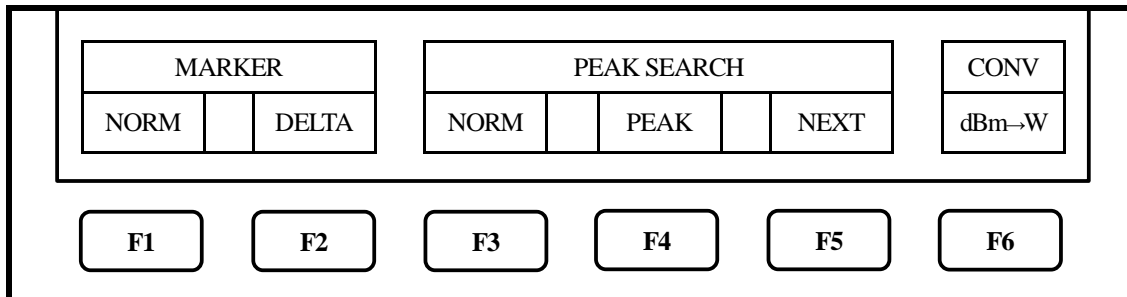 MARKER PEAK SEARCH CONV
NORM DELTA NORM PEAK NEXT dBm→W
F1 F2 F3 F4 F5 F6